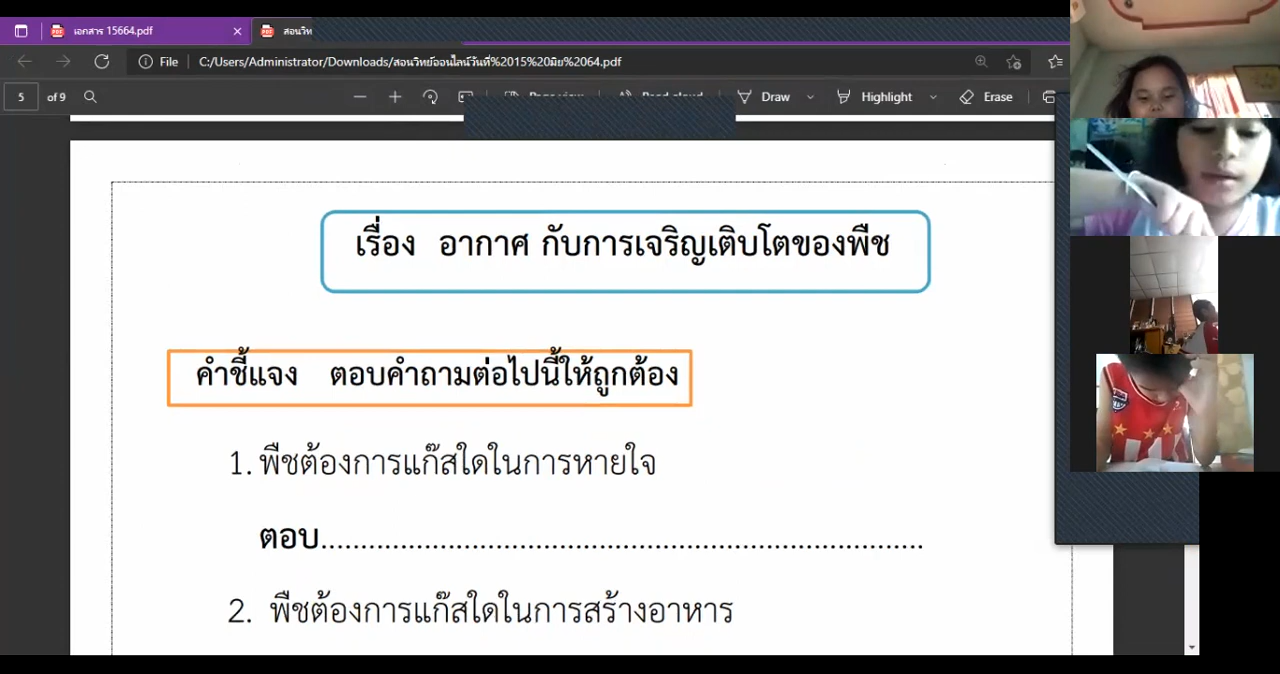 เอกสาร 15664.pdf
สอนวิท
File
C:/Users/Administrator/Downloads/สอนวิทย์ออนไลน์วันที่%2015%20มิย%2064.pdf
5 of 9
Draw
Highlight
Erase
เรื่อง อากาศ กับการเจริญเติบโตของพืช
คำชี้แจง ตอบคำถามต่อไปนี้ให้ถูกต้อง
1. พืชต้องการแก๊สใดในการหายใจ
ตอบ...........................................................................
2. พืชต้องการแก๊สใดในการสร้างอาหาร